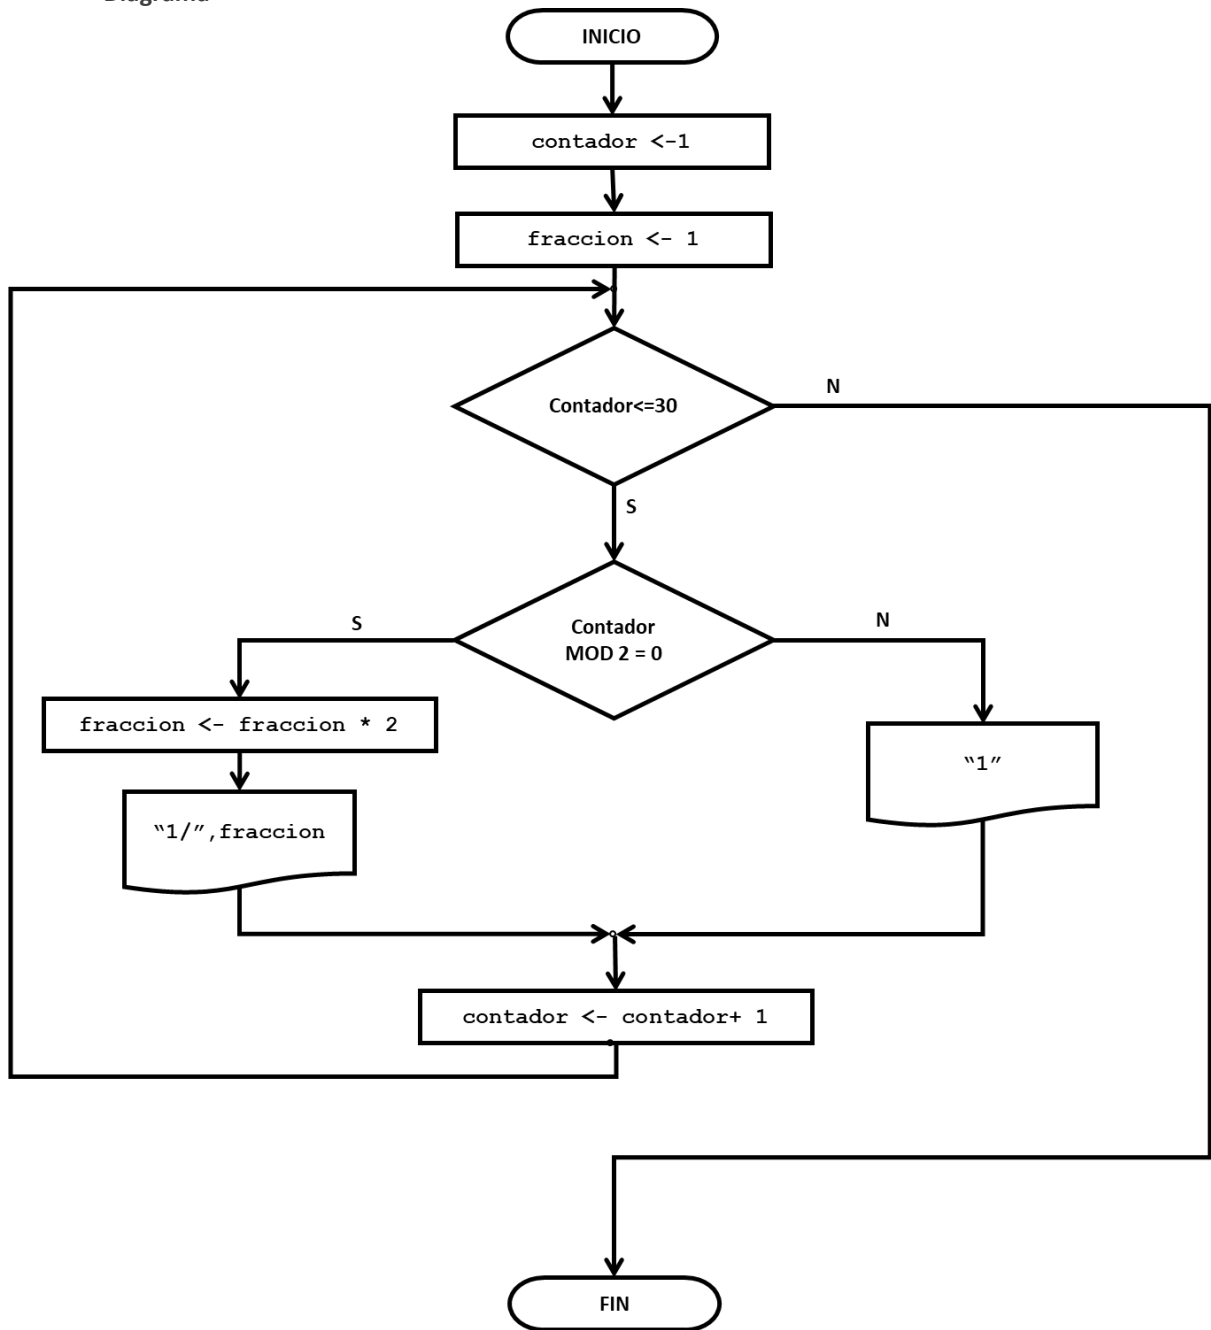 Diagrama
INICIO
contador <-1
fraccion <- 1
Contador<=30
N
S
Contador
MOD 2 = 0
S
N
fraccion <- fraccion * 2
“1”
“1/”,fraccion
contador <- contador+ 1
FIN